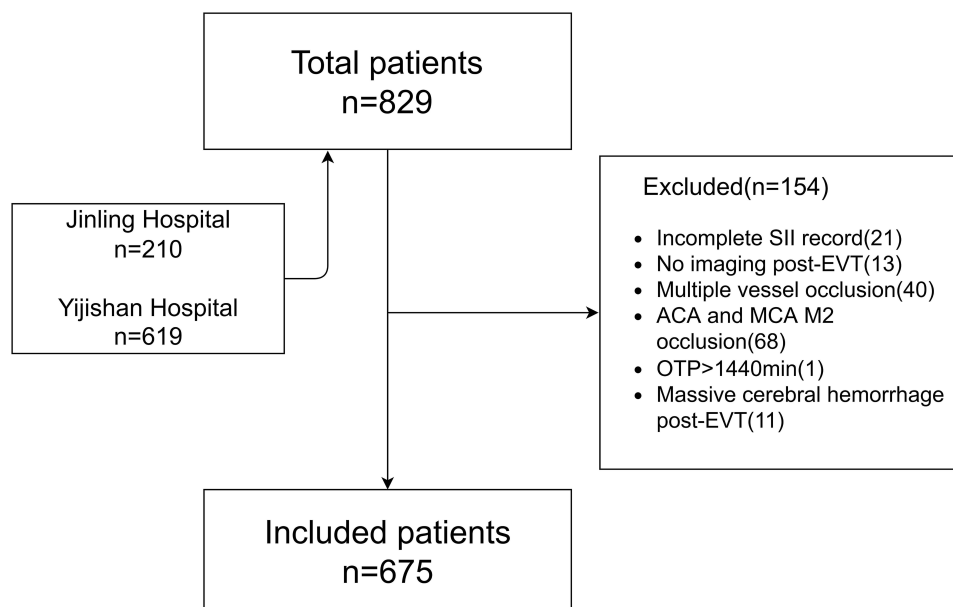 Total patients
n=829
Jinling Hospital
n=210
Yijishan Hospital
n=619
Excluded(n=154)
• Incomplete SII record(21)
• No imaging post-EVT(13)
• Multiple vessel occlusion(40)
• ACA and MCA M2
occlusion(68)
• OTP>1440min(1)
• Massive cerebral hemorrhage
post-EVT(11)
Included patients
n=675